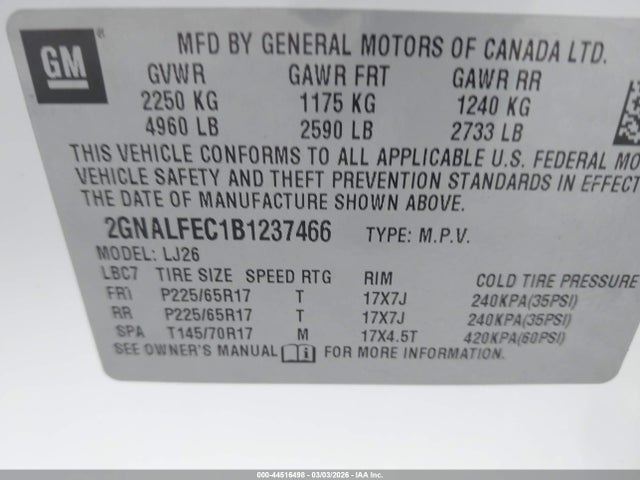 GM ®
MFD BY GENERAL MOTORS OF CANADA LTD.
GVWR GAWR FRT GAWR RR
2250 KG 1175 KG 1240 KG
4960 LB 2590 LB 2733 LB
THIS VEHICLE CONFORMS TO ALL APPLICABLE U.S. FEDERAL MO
VEHICLE SAFETY AND THEFT PREVENTION STANDARDS IN EFFECT
THE DATE OF MANUFACTURE SHOWN ABOVE.
2GNALFEC1B1237466 TYPE: M.P.V.
MODEL: LJ26
LBC7 TIRE SIZE SPEED RTG RIM COLD TIRE PRESSURE
FRT P225/65R17 T 17X7J 240KPA(35PSI)
RR P225/65R17 T 17X7J 240KPA(35PSI)
SPA T145/70R17 M 17X4.5T 420KPA(60PSI)
SEE OWNER'S MANUAL FOR MORE INFORMATION.
000-44516498 - 03/03/2026 - IAA Inc.